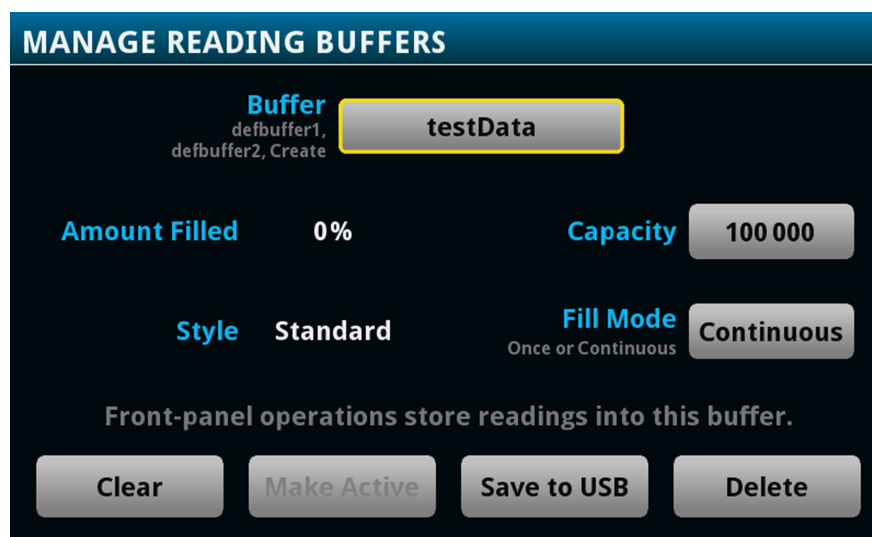 MANAGE READING BUFFERS
Buffer
defbuffer1,
defbuffer2, Create
testData
Amount Filled 0% Capacity 100 000
Style Standard Fill Mode
Once or Continuous
Continuous
Front-panel operations store readings into this buffer.
Clear Make Active Save to USB Delete